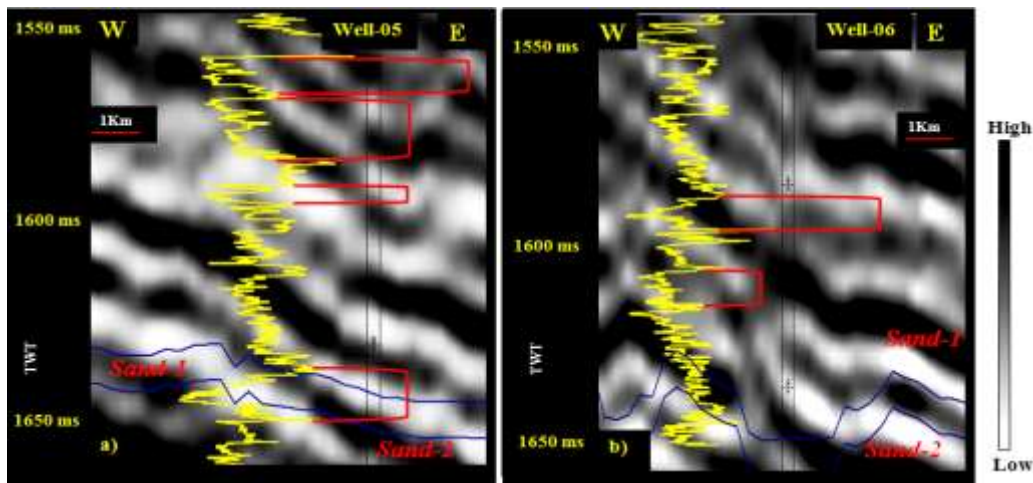 1550 ms
W
Well-05
E
1Km
1600 ms
TWT
Sand-1
1650 ms
a)
Sand-2
1550 ms
W
Well-06
E
1Km
1600 ms
TWT
Sand-1
1650 ms
b)
Sand-2
High
Low